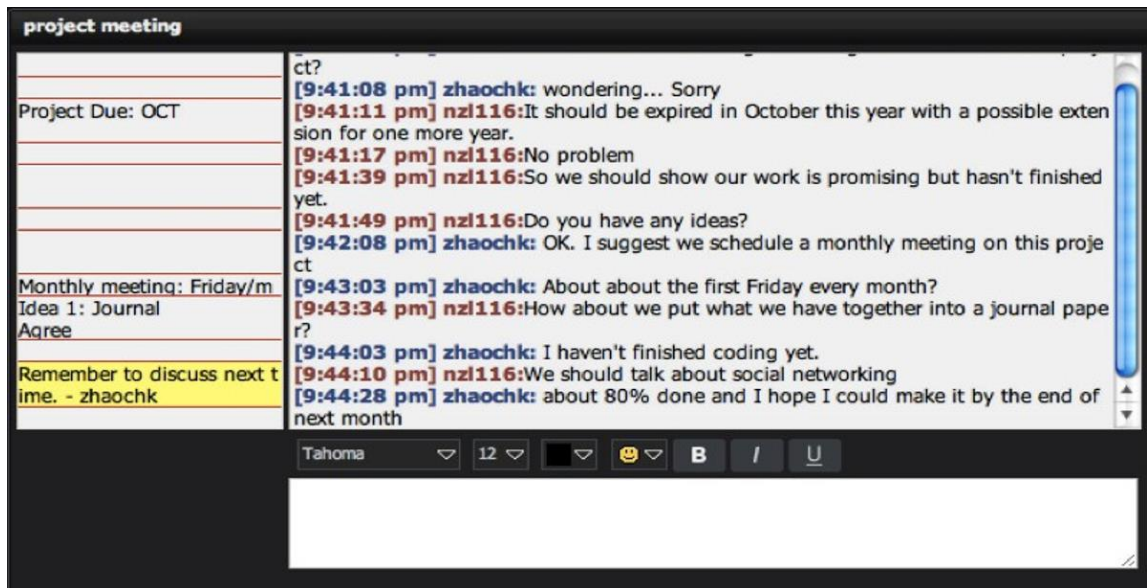 project meeting
Project Due: OCT
Monthly meeting: Friday/m
Idea 1: Journal
Agree
Remember to discuss next t
ime. - zhaochk
ct?
[9:41:08 pm] zhaochk: wondering... Sorry
[9:41:11 pm] nzl116:It should be expired in October this year with a possible exten
sion for one more year.
[9:41:17 pm] nzl116:No problem
[9:41:39 pm] nzl116:So we should show our work is promising but hasn't finished
yet.
[9:41:49 pm] nzl116:Do you have any ideas?
[9:42:08 pm] zhaochk: OK. I suggest we schedule a monthly meeting on this proje
ct
[9:43:03 pm] zhaochk: About about the first Friday every month?
[9:43:34 pm] nzl116:How about we put what we have together into a journal pape
r?
[9:44:03 pm] zhaochk: I haven't finished coding yet.
[9:44:10 pm] nzl116:We should talk about social networking
[9:44:28 pm] zhaochk: about 80% done and I hope I could make it by the end of
next month
Tahoma 12 B I U